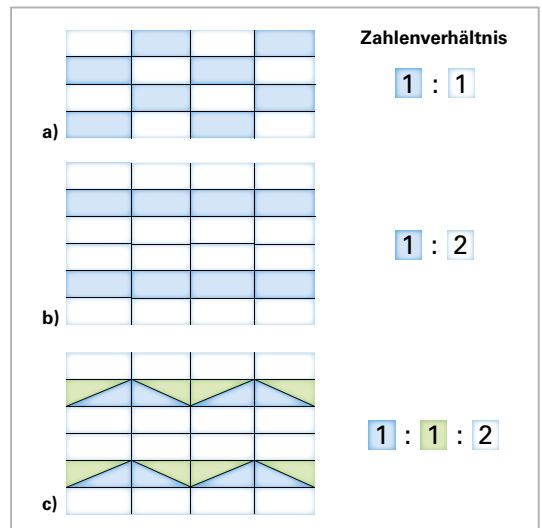 Zahlenverhältnis
1 : 1
a)
1 : 2
b)
1 : 1 : 2
c)